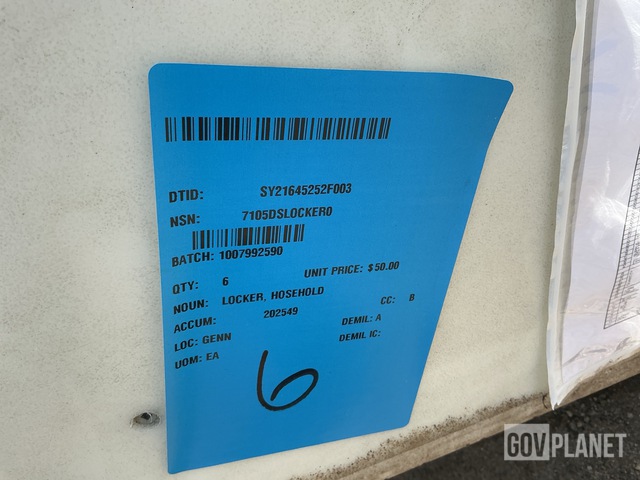 DTID: SY21645252F003
NSN: 7105DSLOCKER0
BATCH: 1007992590
QTY: 6 UNIT PRICE: $50.00
NOUN: LOCKER, HOSEHOLD CC: B
ACCUM: 202549
LOC: GENN DEMIL: A
UOM: EA DEMIL IC:
6
GOVPLANET